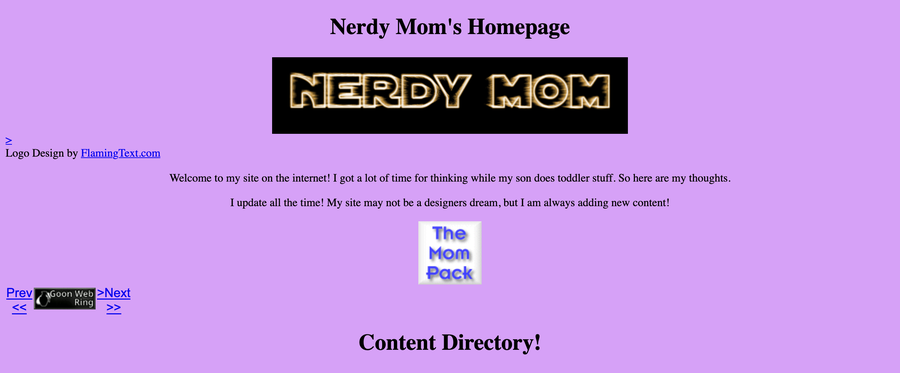 Nerdy Mom's Homepage
NERDY MOM
>
Logo Design by FlamingText.com
Welcome to my site on the internet! I got a lot of time for thinking while my son does toddler stuff. So here are my thoughts.
I update all the time! My site may not be a designers dream, but I am always adding new content!
The
Mom
Pack
Prev Goon Web >Next
<< Ring >>
Content Directory!